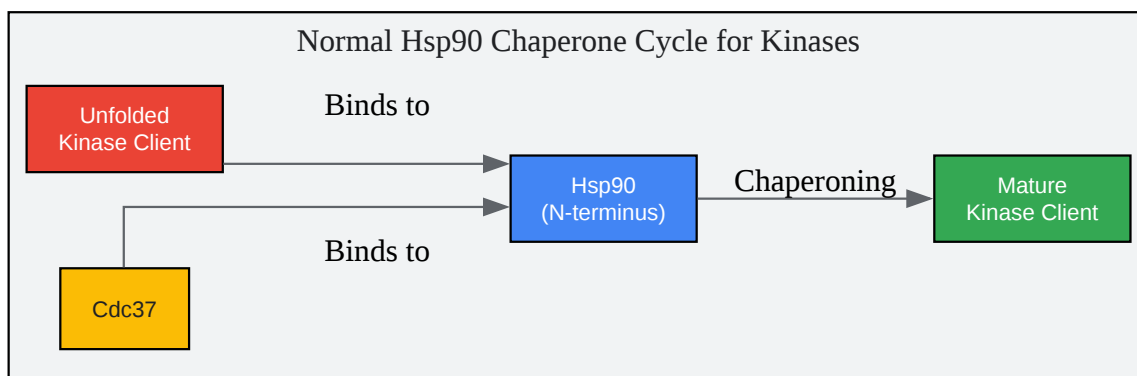 Normal Hsp90 Chaperone Cycle for Kinases
Unfolded
Kinase Client
Binds to
Hsp90
(N-terminus)
Chaperoning
Mature
Kinase Client
Binds to
Cdc37